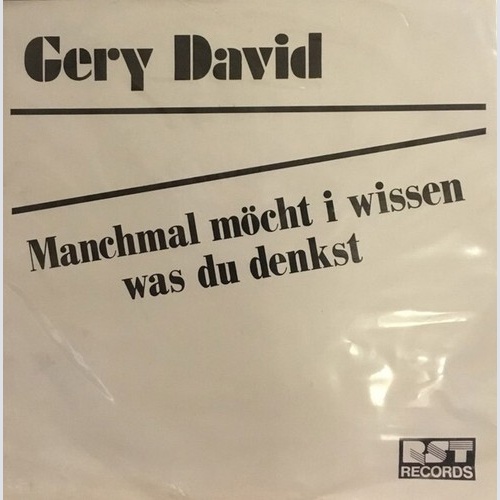 Gery David
Manchmal möcht i wissen
was du denkst
RST
RECORDS